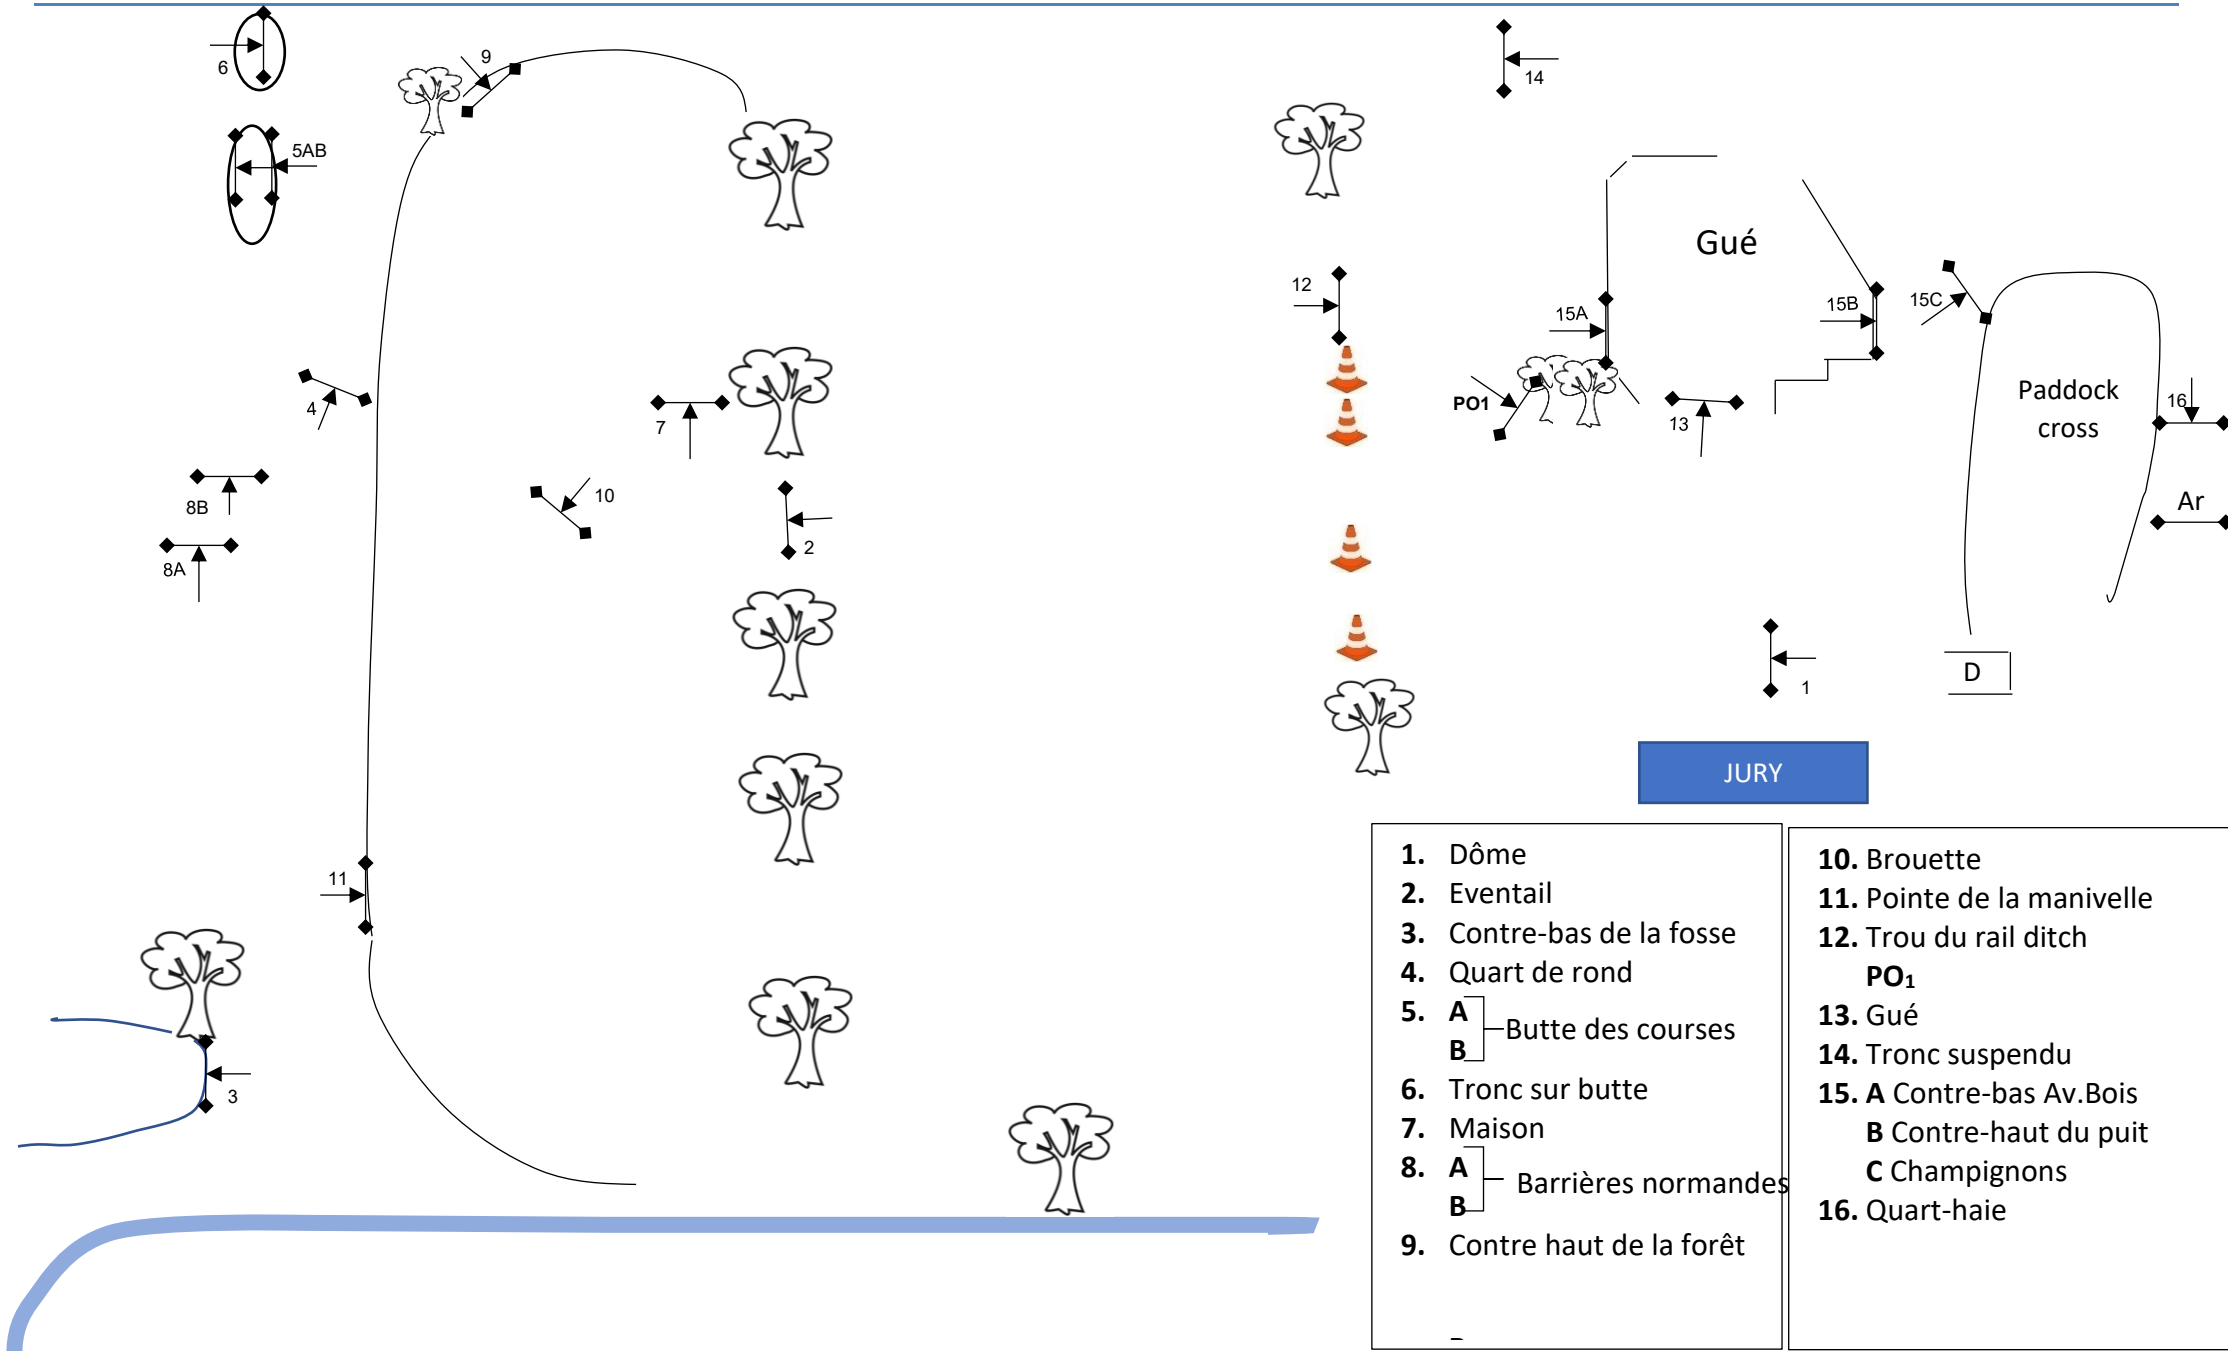 6
9
14
5AB
Gué
12
15A
15B
15C
Paddock
cross
4
7
PO1
13
16
8B
10
Ar
8A
2
D
1
JURY
11
3
1. Dôme
2. Eventail
3. Contre-bas de la fosse
4. Quart de rond
5. A
Butte des courses
B
6. Tronc sur butte
7. Maison
8. A
Barrières normandes
B
9. Contre haut de la forêt
10. Brouette
11. Pointe de la manivelle
12. Trou du rail ditch
PO1
13. Gué
14. Tronc suspendu
15. A Contre-bas Av.Bois
B Contre-haut du puit
C Champignons
16. Quart-haie